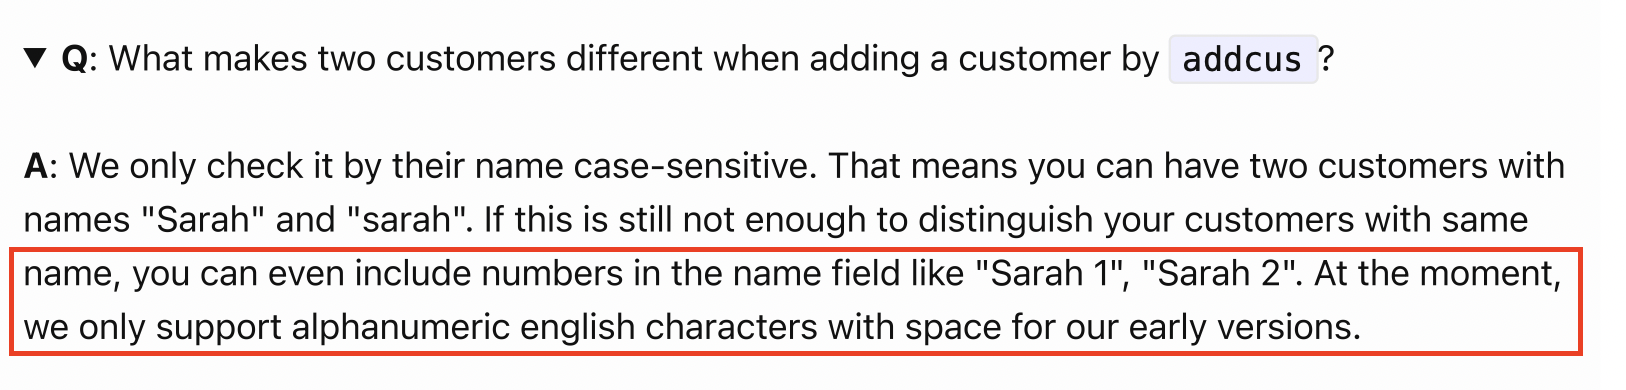 ▼ Q: What makes two customers different when adding a customer by addcus ?
A: We only check it by their name case-sensitive. That means you can have two customers with
names "Sarah" and "sarah". If this is still not enough to distinguish your customers with same
name, you can even include numbers in the name field like "Sarah 1", "Sarah 2". At the moment,
we only support alphanumeric english characters with space for our early versions.